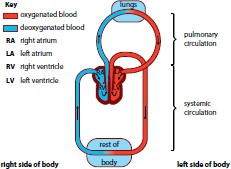 Key
oxygenated blood
deoxygenated blood
RA right atrium
LA left atrium
RV right ventricle
LV left ventricle
lungs
pulmonary
circulation
systemic
circulation
rest of
body
right side of body
left side of body